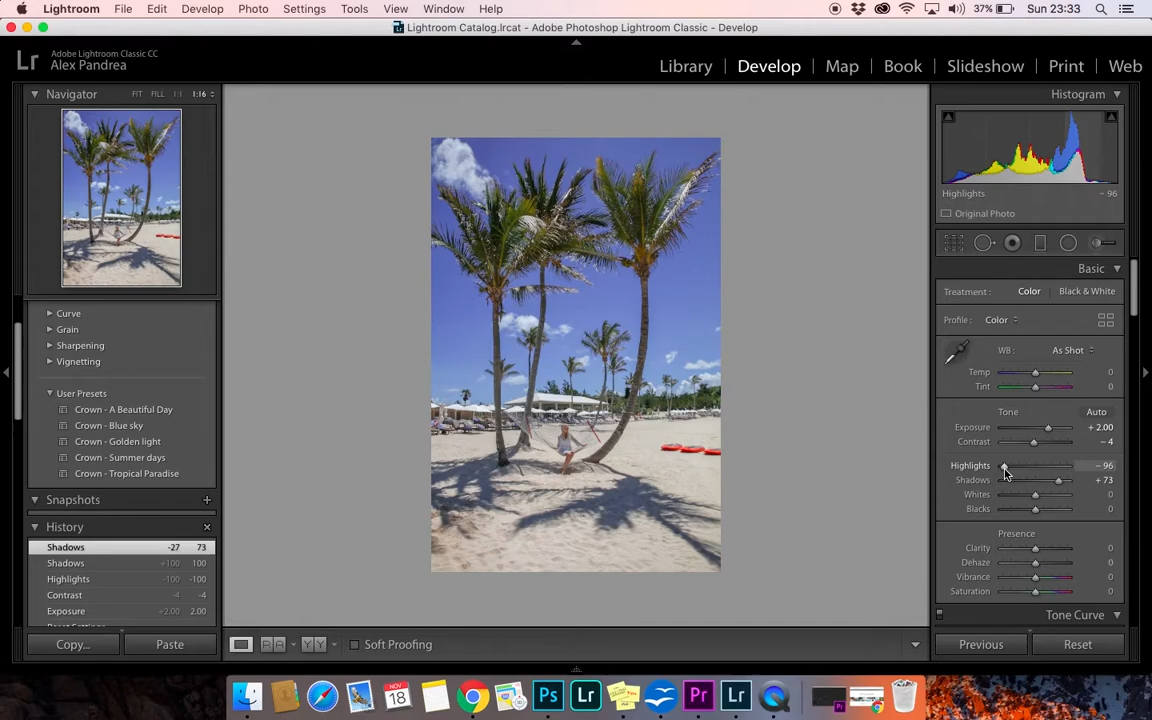 Lightroom File Edit Develop Photo Settings Tools View Window Help 37% Sun 23:33
Lightroom Catalog.lrcat - Adobe Photoshop Lightroom Classic - Develop
Lr Adobe Lightroom Classic CC
Alex Pandrea
Library Develop Map Book Slideshow Print Web
Navigator FIT FILL 1:1 1:16
Histogram
Highlights - 96
Original Photo
Basic
Treatment : Color Black & White
Profile : Color
WB : As Shot
Temp 0
Tint 0
Tone Auto
Exposure + 2.00
Contrast - 4
Highlights - 96
Shadows + 73
Whites 0
Blacks 0
Presence
Clarity 0
Dehaze 0
Vibrance 0
Saturation 0
Tone Curve
Previous Reset
Curve
Grain
Sharpening
Vignetting
User Presets
Crown - A Beautiful Day
Crown - Blue sky
Crown - Golden light
Crown - Summer days
Crown - Tropical Paradise
Snapshots +
History ×
Shadows -27 73
Shadows +100 100
Highlights -100 -100
Contrast -4 -4
Exposure +2.00 2.00
Copy... Paste
R A Y Y Soft Proofing
NOV
18
Ps Lr Pr Lr